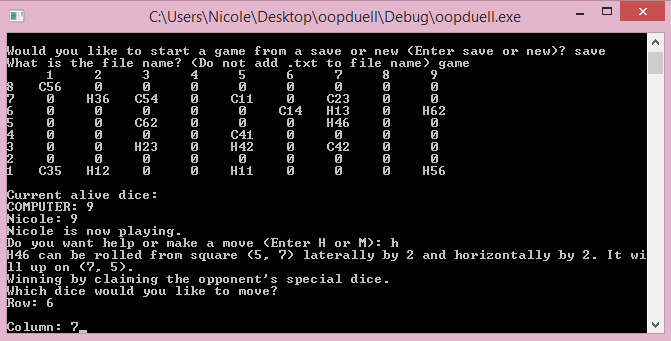 C:\Users\Nicole\Desktop\oopduell\Debug\oopduell.exe
Would you like to start a game from a save or new (Enter save or new)? save
What is the file name? (Do not add .txt to file name) game
1 2 3 4 5 6 7 8 9
8 C56 0 0 0 0 0 0 0 0
7 0 H36 C54 0 C11 0 C23 0 0
6 0 0 0 0 0 C14 H13 0 H62
5 0 0 C62 0 0 0 H46 0 0
4 0 0 0 0 C41 0 0 0 0
3 0 0 H23 0 H42 0 C42 0 0
2 0 0 0 0 0 0 0 0 0
1 C35 H12 0 0 H11 0 0 0 H56
Current alive dice:
COMPUTER: 9
Nicole: 9
Nicole is now playing.
Do you want help or make a move (Enter H or M): h
H46 can be rolled from square (5, 7) laterally by 2 and horizontally by 2. It wi
ll up on (7, 5).
Winning by claiming the opponent's special dice.
Which dice would you like to move?
Row: 6
Column: 7_